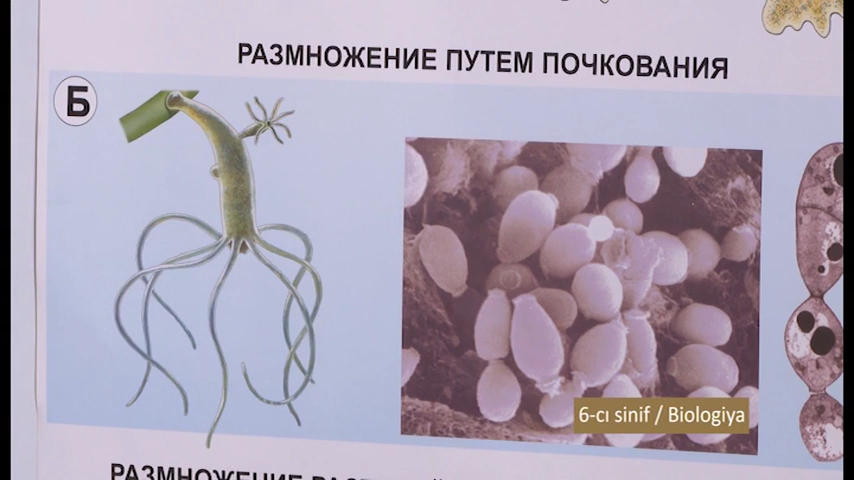 РАЗМНОЖЕНИЕ ПУТЕМ ПОЧКОВАНИЯ
Б
6-cı sinif / Biologiya
РАЗМНОЖЕНИЕ